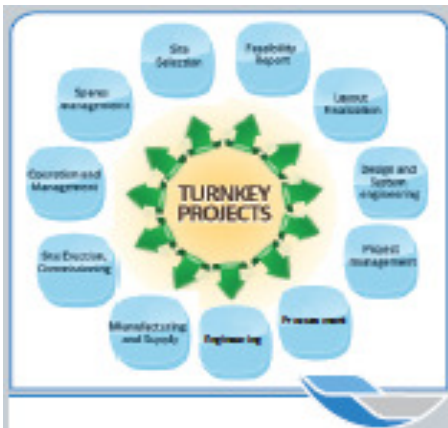 Site
Selection
Feasibility
Report
Layout
Finalization
Design and
System
engineering
Project
management
Procurement
Engineering
Manufacturing
and Supply
Site Erection,
Commissioning
Operation and
Management
Spares
management
TURNKEY
PROJECTS